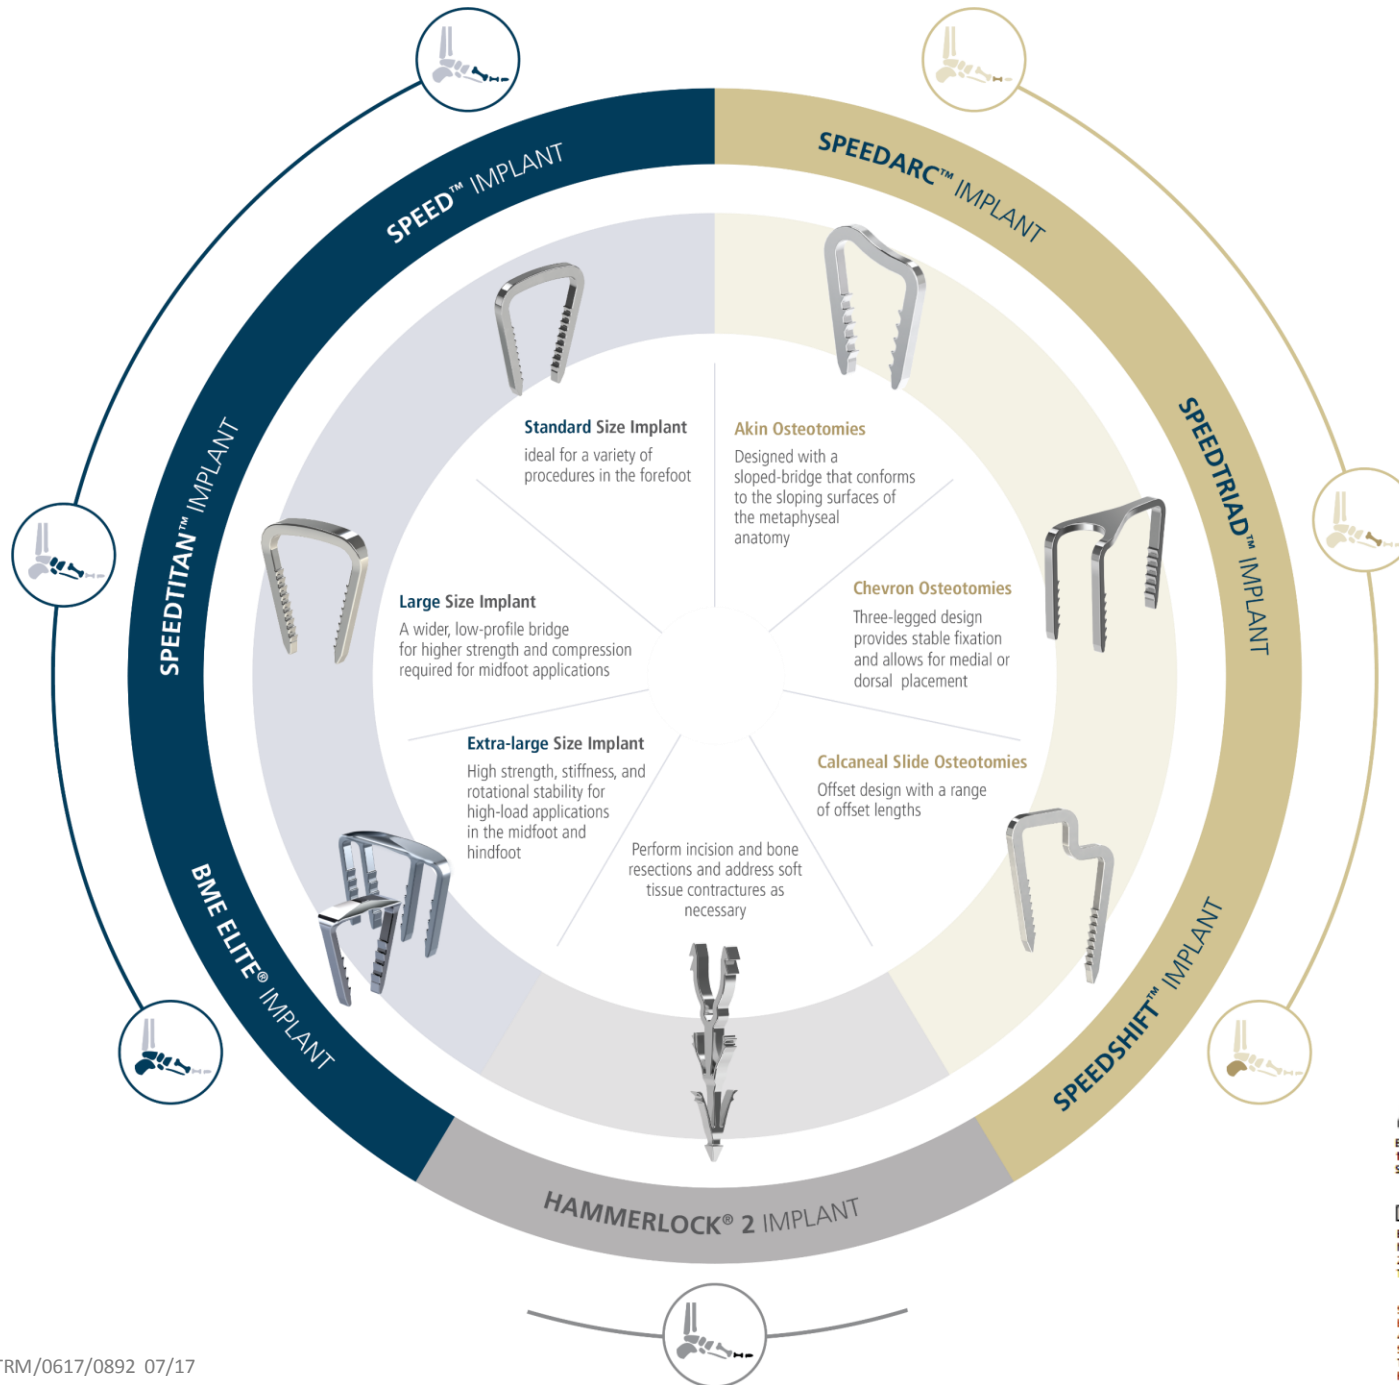 SPEED™ IMPLANT
SPEEDARC™ IMPLANT
SPEEDTITAN™ IMPLANT
SPEEDTRIAD™ IMPLANT
BME ELITE® IMPLANT
SPEEDSHIFT™ IMPLANT
HAMMERLOCK® 2 IMPLANT
Standard Size Implant
ideal for a variety of
procedures in the forefoot
Akin Osteotomies
Designed with a
sloped-bridge that conforms
to the sloping surfaces of
the metaphyseal
anatomy
Large Size Implant
A wider, low-profile bridge
for higher strength and compression
required for midfoot applications
Chevron Osteotomies
Three-legged design
provides stable fixation
and allows for medial or
dorsal placement
Extra-large Size Implant
High strength, stiffness, and
rotational stability for
high-load applications
in the midfoot and
hindfoot
Calcaneal Slide Osteotomies
Offset design with a range
of offset lengths
Perform incision and bone
resections and address soft
tissue contractures as
necessary
TRM/0617/0892 07/17